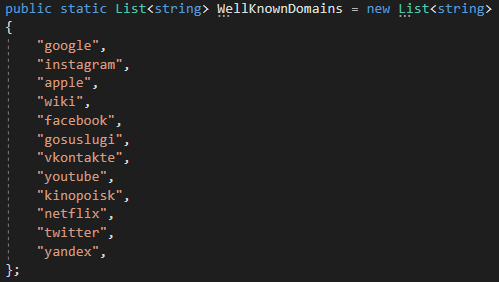 public static List<string> WellKnownDomains = new List<string>
{
"google",
"instagram",
"apple",
"wiki",
"facebook",
"gosuslugi",
"vkontakte",
"youtube",
"kinopoisk",
"netflix",
"twitter",
"yandex",
};